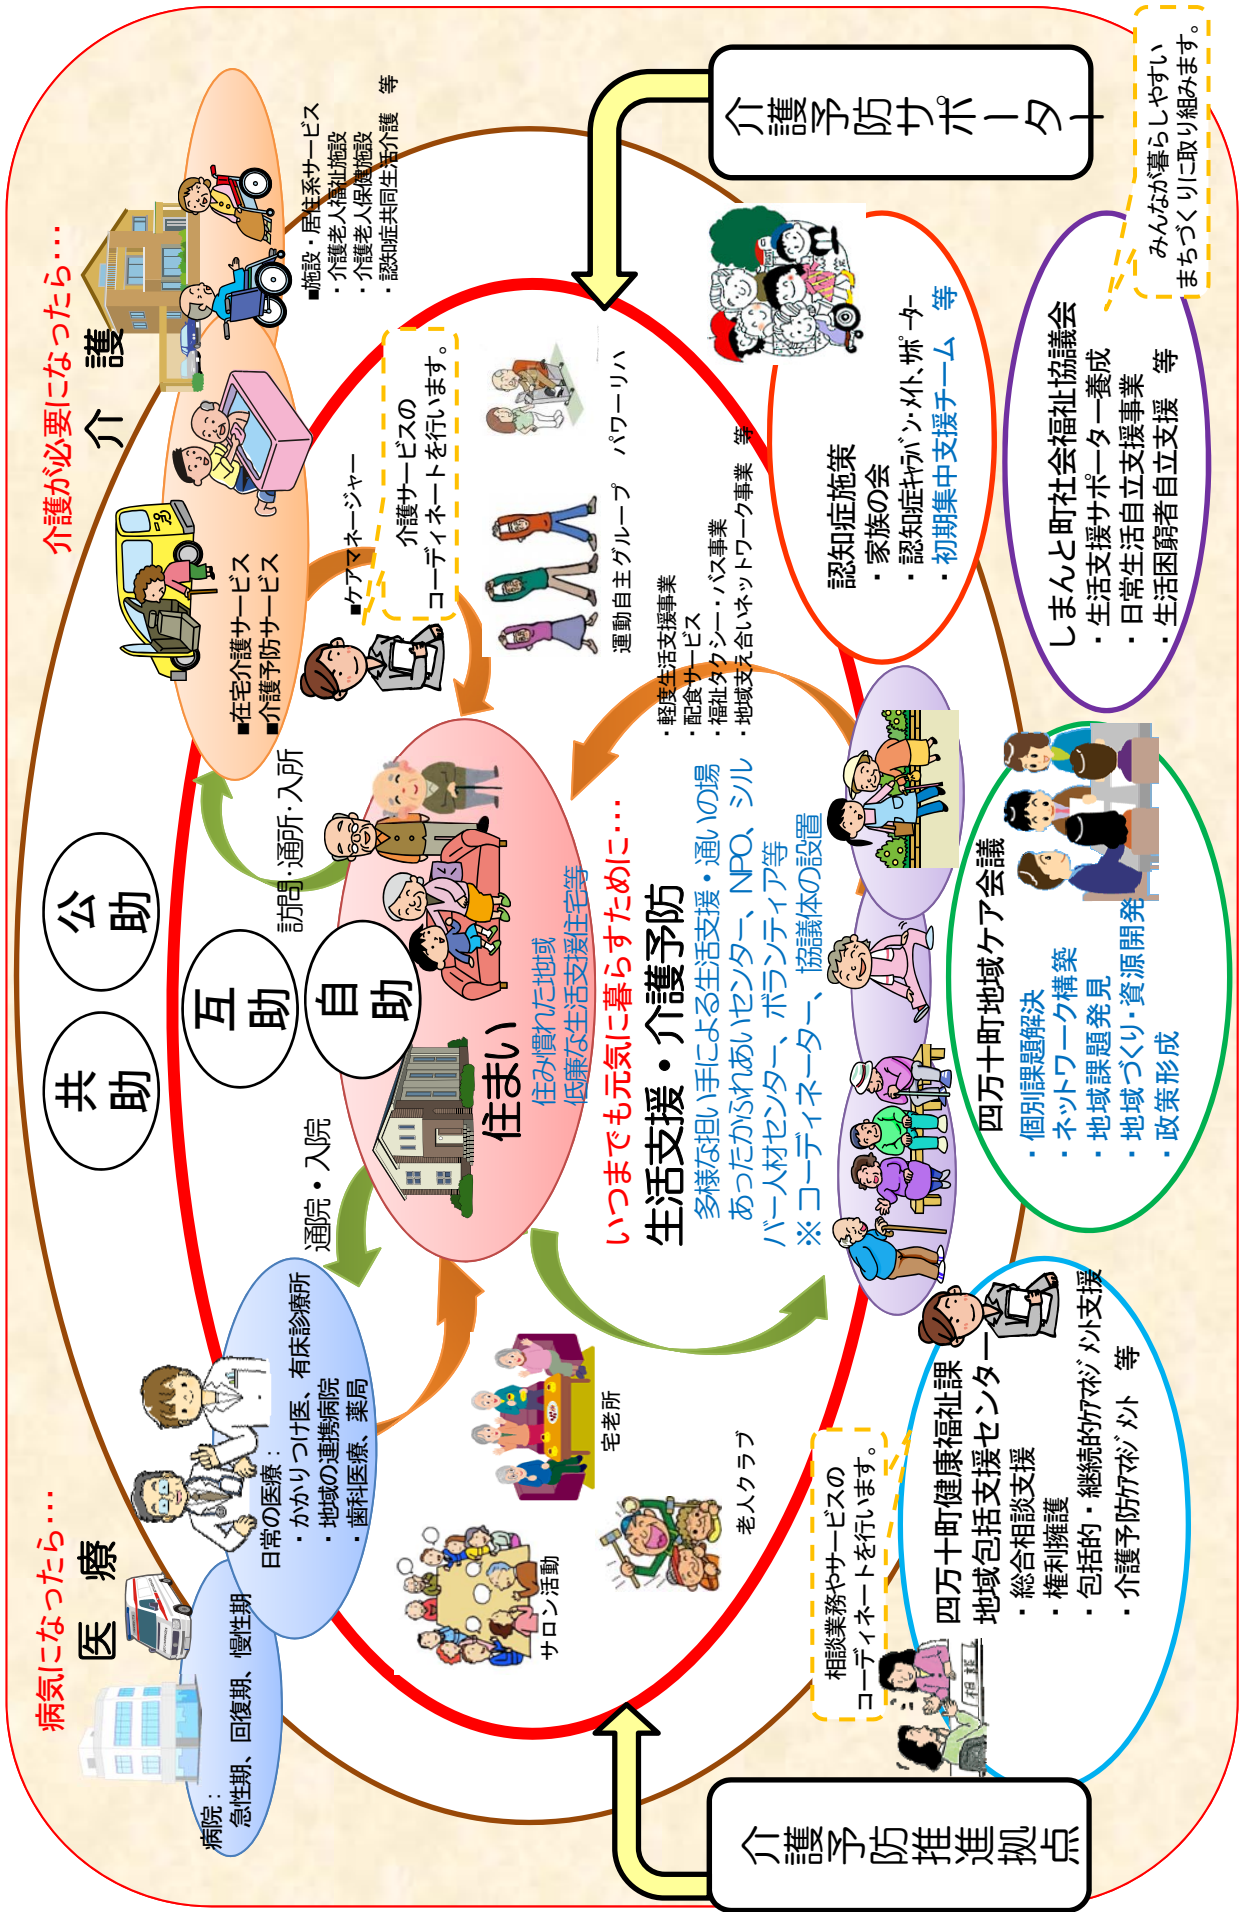 病気になったら…
医 療
病院：
急性期、回復期、慢性期
日常の医療：
・かかりつけ医、有床診療所
・地域の連携病院
・歯科医療、薬局
通院・入院
共助
公助
互助
自助
訪問・通所・入所
介護が必要になったら…
介 護
■在宅介護サービス
■介護予防サービス
■施設・居住系サービス
・介護老人福祉施設
・介護老人保健施設
・認知症共同生活介護 等
■ケアマネージャー
介護サービスの
コーディネートを行います。
住まい
住み慣れた地域
低廉な生活支援住宅等
いつまでも元気に暮らすために…
生活支援・介護予防
多様な担い手による生活支援・通いの場
あったかふれあいセンター、NPO、シル
バー人材センター、ボランティア等
※コーディネーター、協議体の設置
サロン活動
宅老所
老人クラブ
運動自主グループ
パワーリハ
・軽度生活支援事業
・配食サービス
・福祉タクシー・バス事業
・地域支え合いネットワーク事業 等
介護予防推進拠点
介護予防サポーター
相談業務やサービスの
コーディネートを行います。
相談
四万十町健康福祉課
地域包括支援センター
・総合相談支援
・権利擁護
・包括的・継続的ケアマネジメント支援
・介護予防ケアマネジメント 等
四万十町地域ケア会議
・個別課題解決
・ネットワーク構築
・地域課題発見
・地域づくり・資源開発
・政策形成
認知症施策
・家族の会
・認知症キャラバン・メイト、サポーター
・初期集中支援チーム 等
しまんと町社会福祉協議会
・生活支援サポーター養成
・日常生活自立支援事業
・生活困窮者自立支援 等
みんなが暮らしやすい
まちづくりに取り組みます。